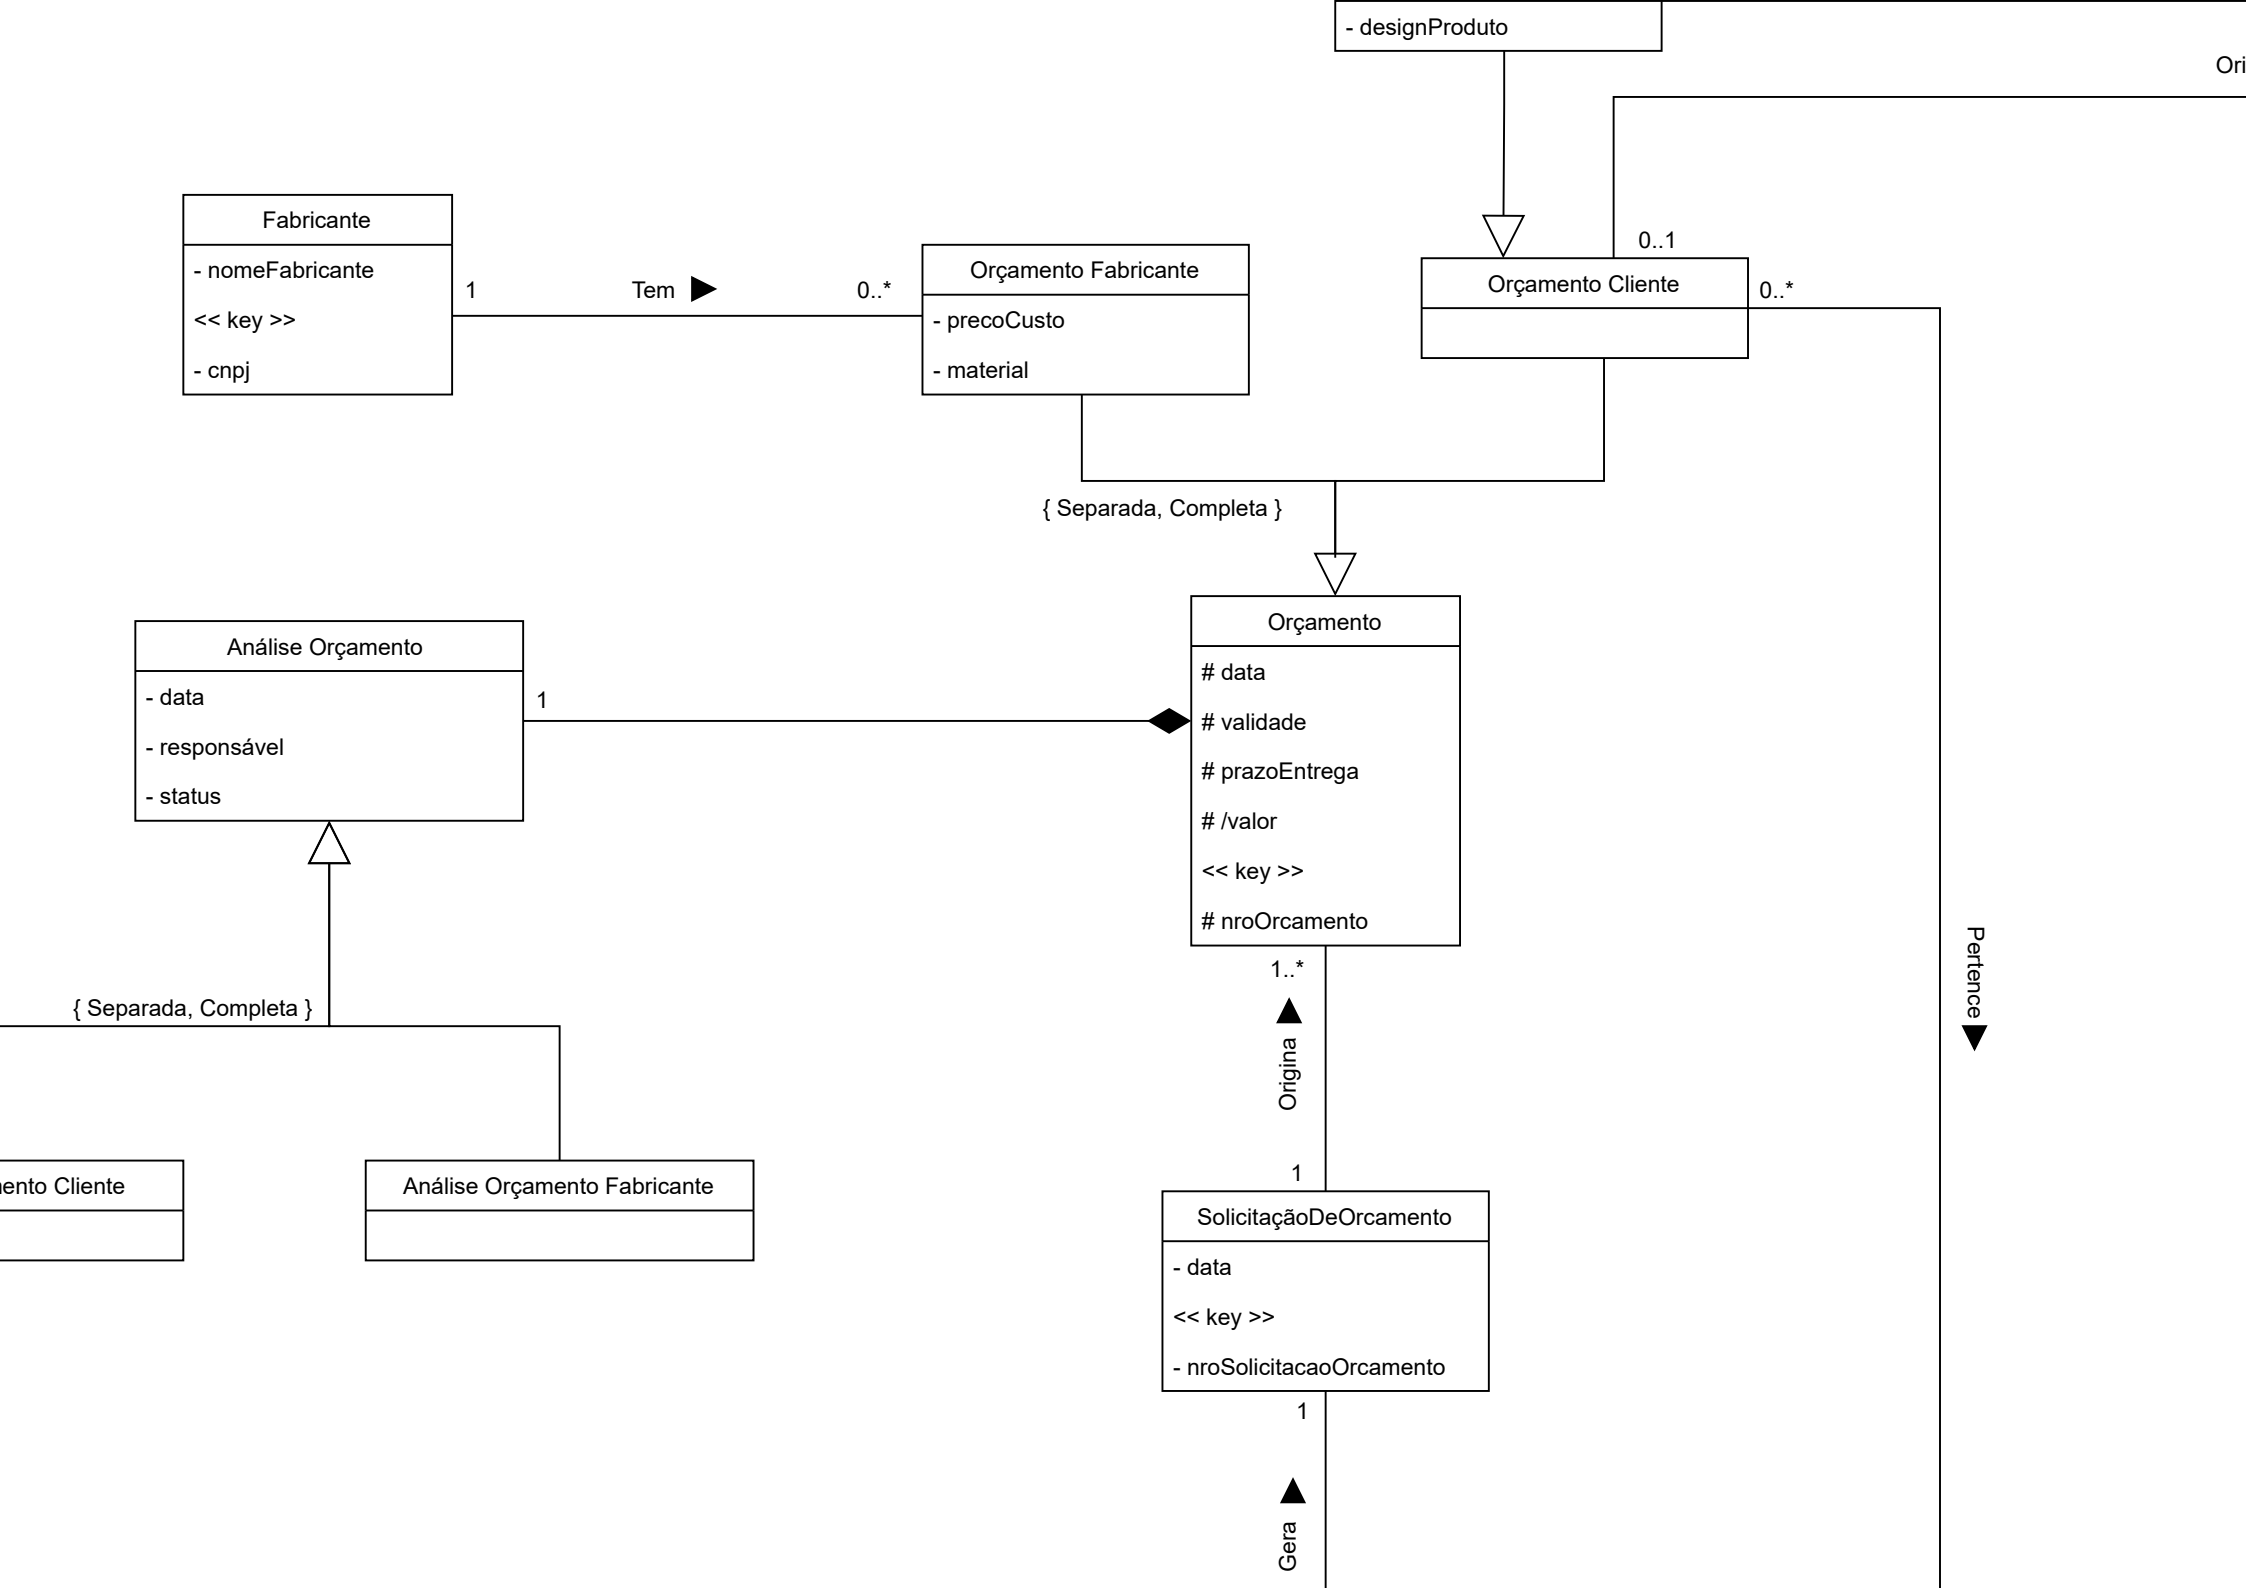 - designProduto
Fabricante
- nomeFabricante
<< key >>
- cnpj
1
Tem
0..*
Orçamento Fabricante
- precoCusto
- material
0..1
Orçamento Cliente
0..*
{ Separada, Completa }
Análise Orçamento
- data
- responsável
- status
1
Orçamento
# data
# validade
# prazoEntrega
# /valor
<< key >>
# nroOrcamento
1..*
Origina
1
Pertence
{ Separada, Completa }
Cliente
Análise Orçamento Fabricante
SolicitaçãoDeOrcamento
- data
<< key >>
- nroSolicitacaoOrcamento
1
Gera